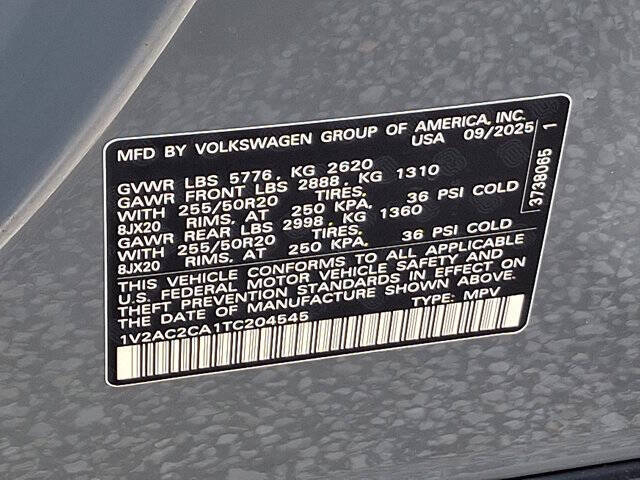 MFD BY VOLKSWAGEN GROUP OF AMERICA, INC.
USA 09/2025
GVWR LBS 5776, KG 2620
GAWR FRONT LBS 2888, KG 1310
WITH 255/50R20 TIRES.
8JX20 RIMS. AT 250 KPA. 36 PSI COLD
GAWR REAR LBS 2998, KG 1360
WITH 255/50R20 TIRES.
8JX20 RIMS. AT 250 KPA. 36 PSI COLD
THIS VEHICLE CONFORMS TO ALL APPLICABLE
U.S. FEDERAL MOTOR VEHICLE SAFETY AND
THEFT PREVENTION STANDARDS IN EFFECT ON
THE DATE OF MANUFACTURE SHOWN ABOVE.
1V2AC2CA1TC204545 TYPE: MPV
3738065 1